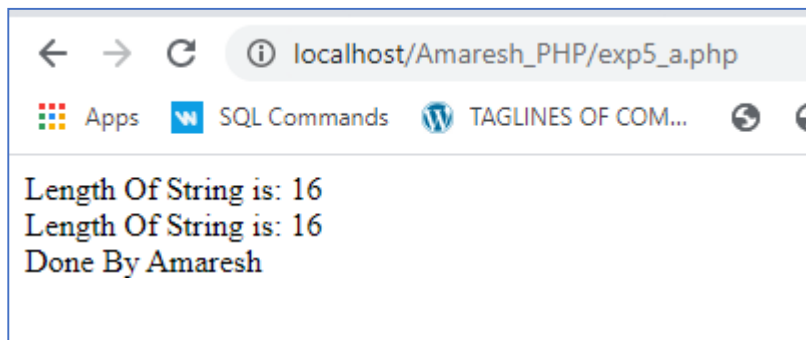 localhost/Amaresh_PHP/exp5_a.php
Apps SQL Commands TAGLINES OF COM...
Length Of String is: 16
Length Of String is: 16
Done By Amaresh